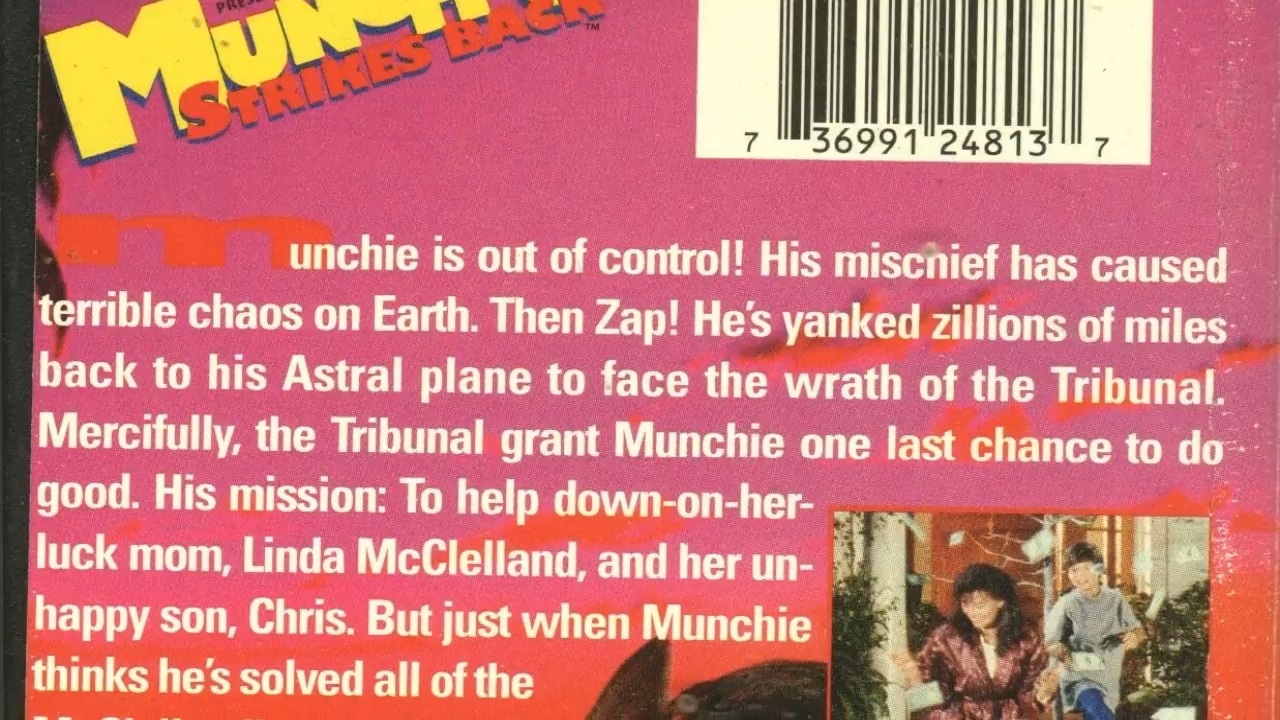 STRIKES BACK™
7 36991 24813 7
munchie is out of control! His mischief has caused
terrible chaos on Earth. Then Zap! He's yanked zillions of miles
back to his Astral plane to face the wrath of the Tribunal.
Mercifully, the Tribunal grant Munchie one last chance to do
good. His mission: To help down-on-her-
luck mom, Linda McClelland, and her un-
happy son, Chris. But just when Munchie
thinks he's solved all of the